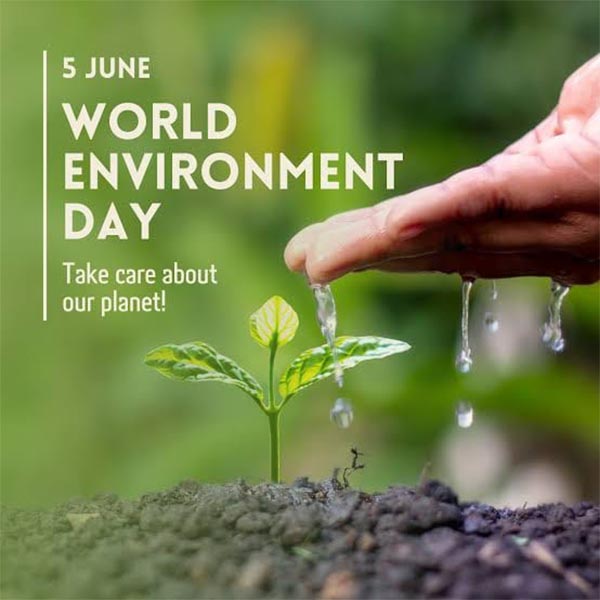 5 JUNE
WORLD
ENVIRONMENT
DAY
Take care about
our planet!